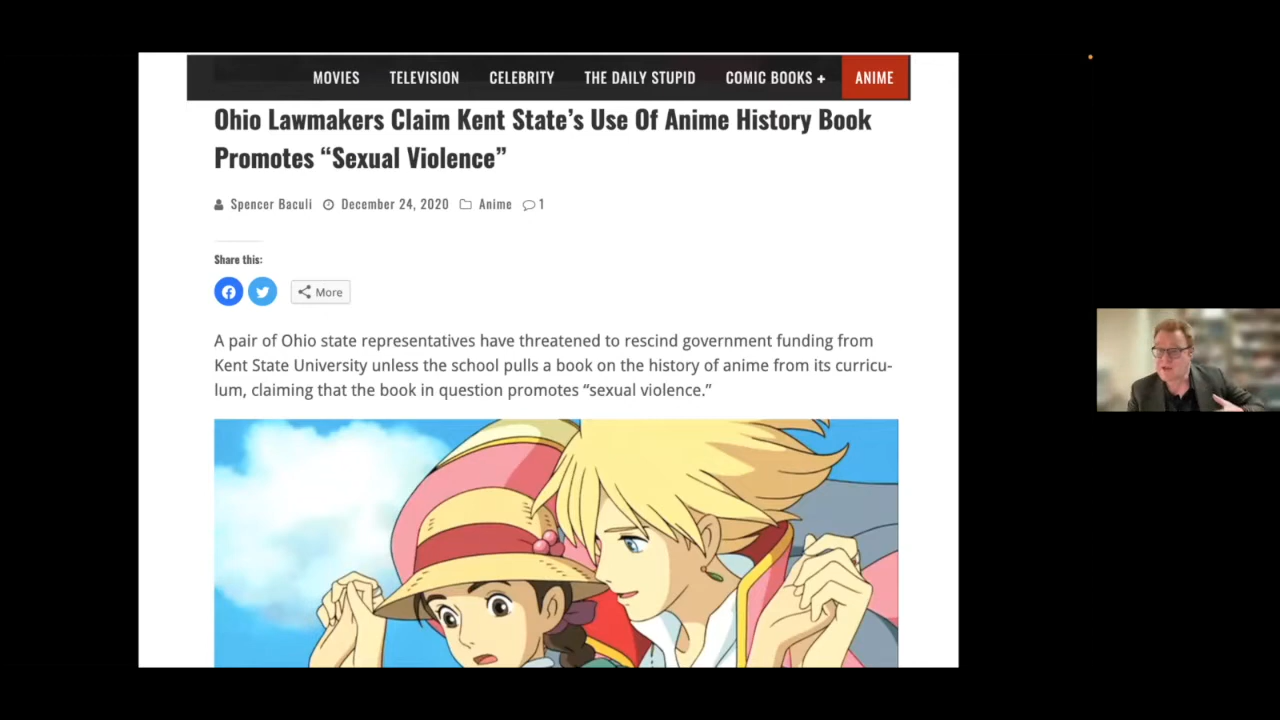 MOVIES TELEVISION CELEBRITY THE DAILY STUPID COMIC BOOKS + ANIME
Ohio Lawmakers Claim Kent State’s Use Of Anime History Book
Promotes “Sexual Violence”
Spencer Baculi December 24, 2020 Anime 1
Share this:
More
A pair of Ohio state representatives have threatened to rescind government funding from
Kent State University unless the school pulls a book on the history of anime from its curricu-
lum, claiming that the book in question promotes “sexual violence.”